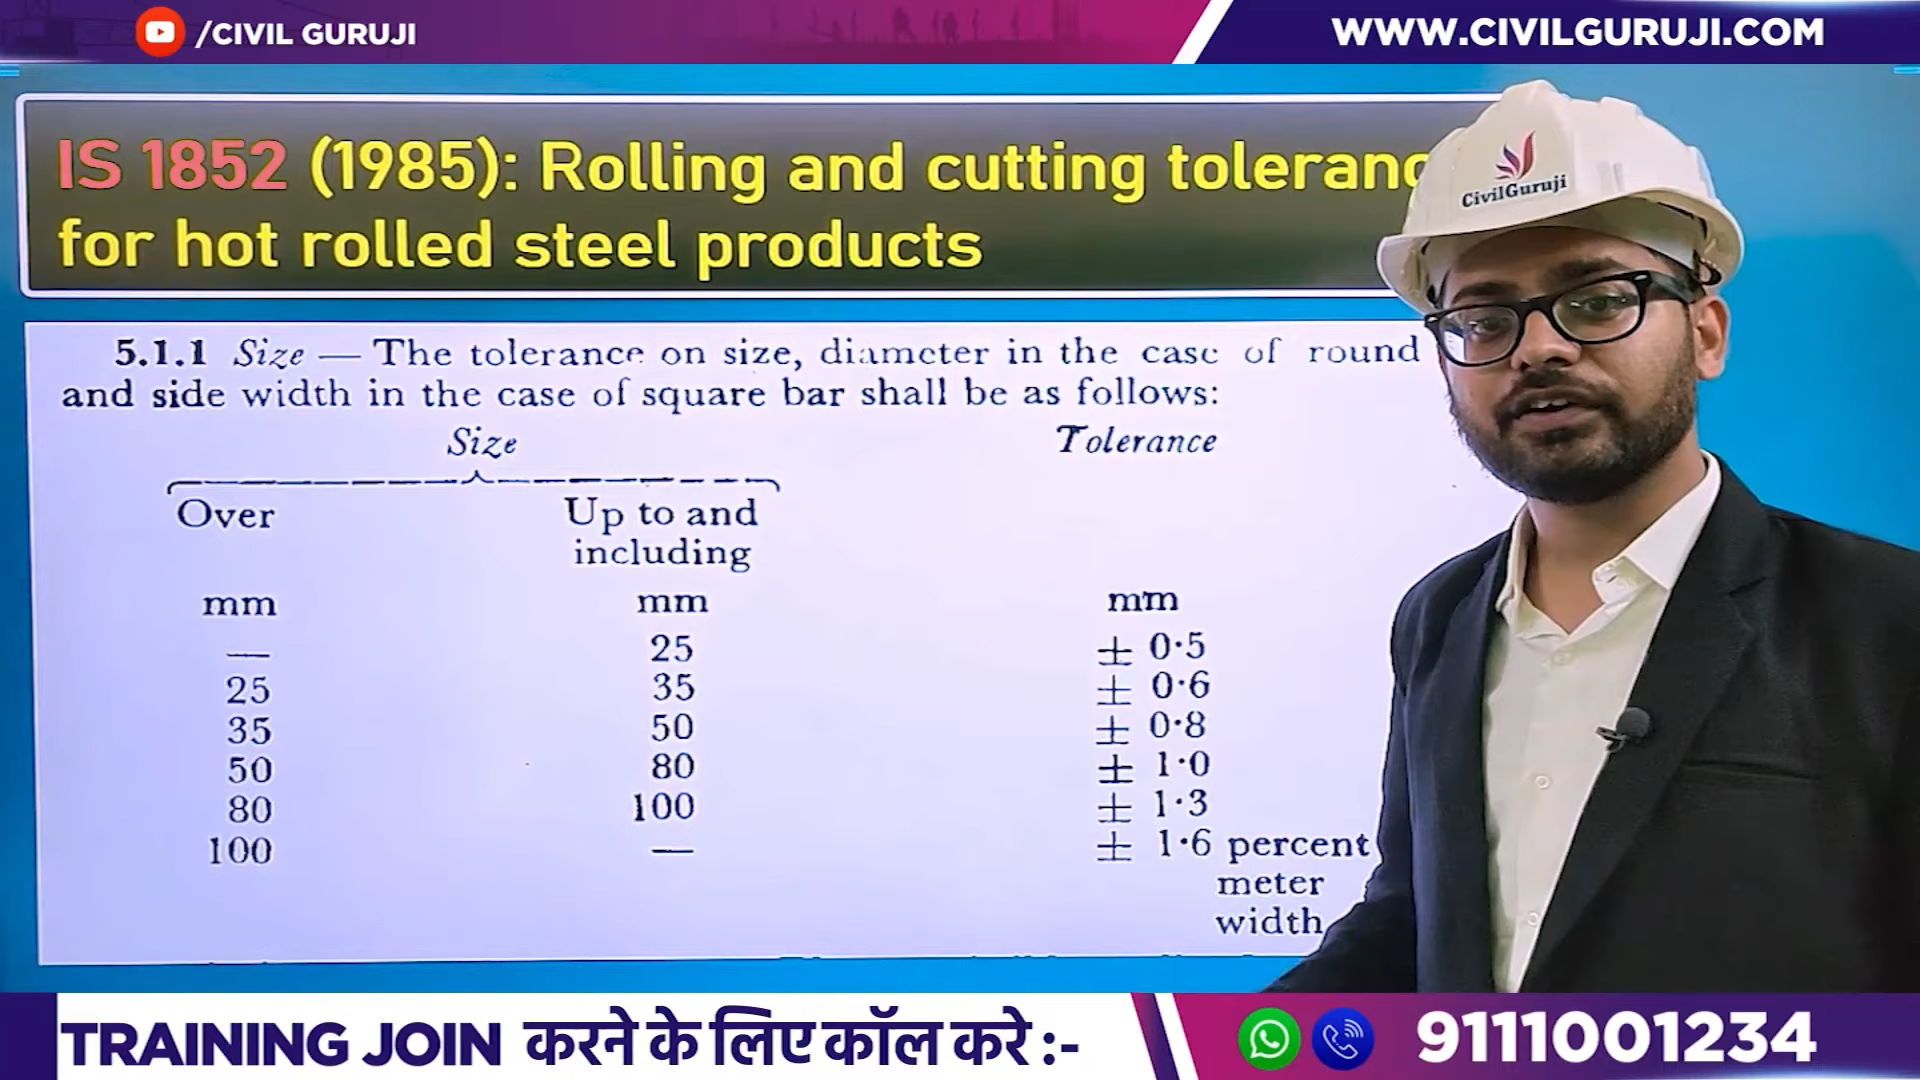 /CIVIL GURUJI
WWW.CIVILGURUJI.COM
IS 1852 (1985): Rolling and cutting toleranc
for hot rolled steel products
CivilGuruji
5.1.1 Size — The tolerance on size, diameter in the case of round
and side width in the case of square bar shall be as follows:
Size Tolerance
Over Up to and
including
mm mm mm
— 25 ± 0·5
25 35 ± 0·6
35 50 ± 0·8
50 80 ± 1·0
80 100 ± 1·3
100 — ± 1·6 percent
meter
width
TRAINING JOIN करने के लिए कॉल करे :-
9111001234